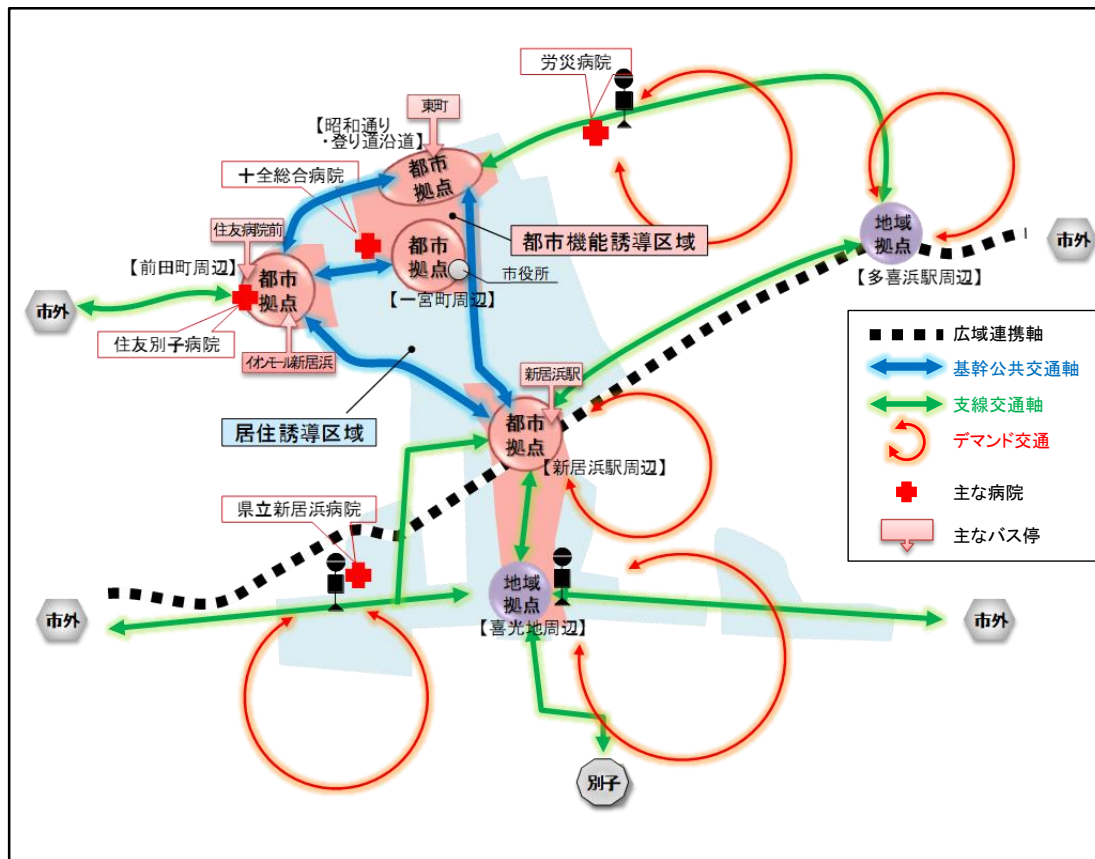 労災病院
東町
【昭和通り
・登り道沿道】
都市
拠点
十全総合病院
住友病院前
都市機能誘導区域
都市
拠点
市役所
【一宮町周辺】
地域
拠点
【多喜浜駅周辺】
市外
【前田町周辺】
都市
拠点
市外
住友別子病院
イオンモール新居浜
新居浜駅
居住誘導区域
都市
拠点
【新居浜駅周辺】
広域連携軸
基幹公共交通軸
支線交通軸
デマンド交通
主な病院
主なバス停
県立新居浜病院
地域
拠点
【喜光地周辺】
市外
市外
別子